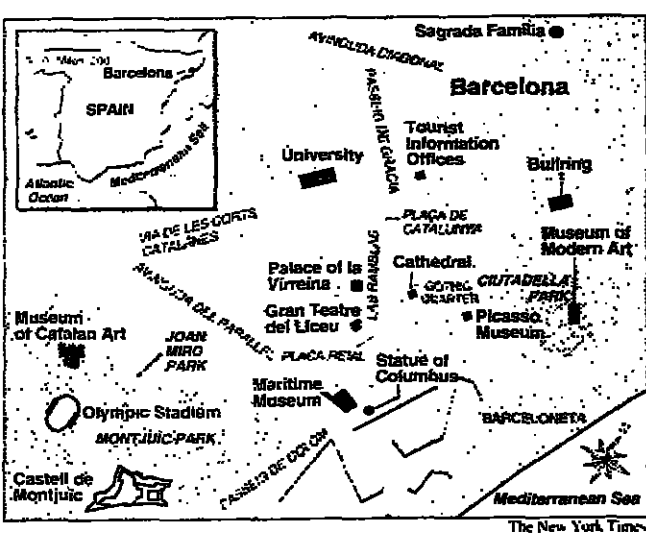 Barcelona
SPAIN
Mediterranean Sea
Atlantic
Ocean
AVINGUDA DIAGONAL
Sagrada Familia
Barcelona
PASSEIG DE GRACIA
Tourist
Information
Offices
University
Bullring
PLAÇA DE
CATALUNYA
VIA DE LES CORTS
CATALANES
Museum of
Modern Art
AVINGUDA DEL PARALLEL
Palace of la
Virreina
LAS RAMBLAS
Cathedral
GOTHIC
QUARTER
CIUTADELLA
PARK
Gran Teatre
del Liceu
Picasso
Museum
Museum
of Catalan Art
JOAN
MIRO
PARK
PLAÇA REIAL
Statue of
Columbus
Maritime
Museum
Olympic Stadium
BARCELONETA
MONTJUIC PARK
PASSEIG DE COLOM
Castell de
Montjuic
Mediterranean Sea
The New York Times